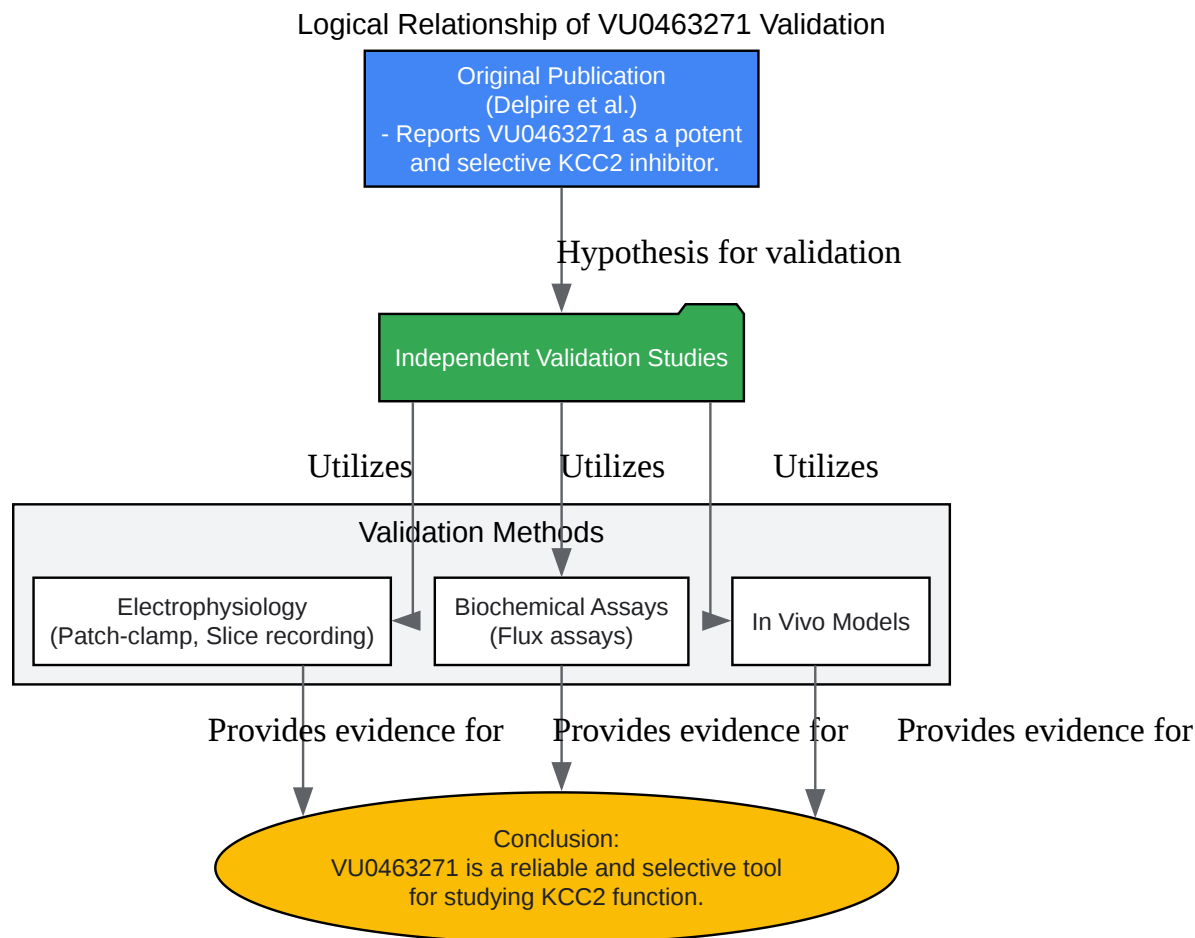 Logical Relationship of VU0463271 Validation
Original Publication
(Delpire et al.)
- Reports VU0463271 as a potent
and selective KCC2 inhibitor.
Hypothesis for validation
Independent Validation Studies
Utilizes
Utilizes
Utilizes
Validation Methods
Electrophysiology
(Patch-clamp, Slice recording)
Biochemical Assays
(Flux assays)
In Vivo Models
Provides evidence for
Provides evidence for
Provides evidence for
Conclusion:
VU0463271 is a reliable and selective tool
for studying KCC2 function.